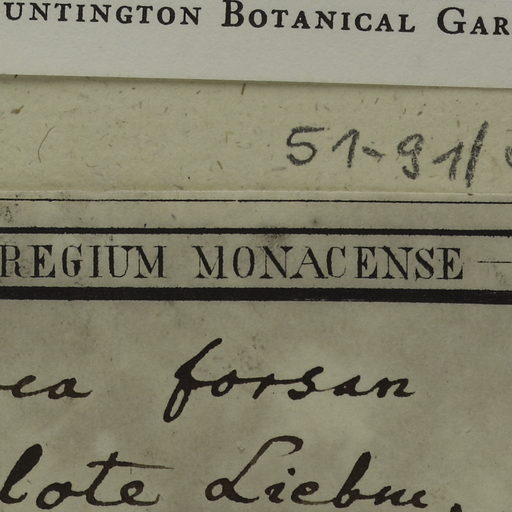 UNTINGTON BOTANICAL GAR
51-91/
REGIUM MONACENSE
ea forsan
lote Liebm.